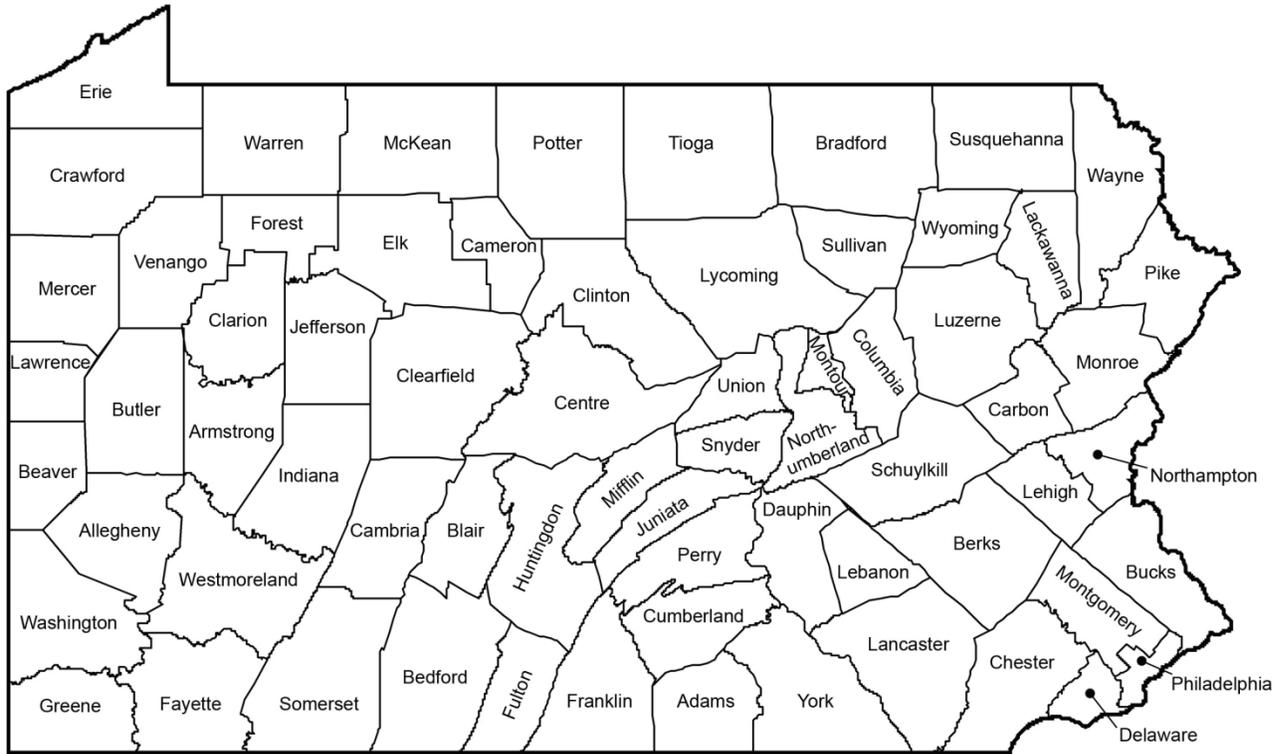 Erie
Warren
McKean
Potter
Tioga
Bradford
Susquehanna
Wayne
Crawford
Forest
Elk
Cameron
Sullivan
Wyoming
Lackawanna
Pike
Mercer
Venango
Clarion
Jefferson
Clinton
Lycoming
Luzerne
Monroe
Lawrence
Butler
Armstrong
Clearfield
Centre
Union
Montour
Columbia
Carbon
Beaver
Indiana
Snyder
North-
umberland
Schuylkill
Lehigh
Northampton
Allegheny
Cambria
Blair
Huntingdon
Mifflin
Juniata
Perry
Dauphin
Lebanon
Berks
Bucks
Montgomery
Washington
Westmoreland
Cumberland
Lancaster
Chester
Philadelphia
Greene
Fayette
Somerset
Bedford
Fulton
Franklin
Adams
York
Delaware